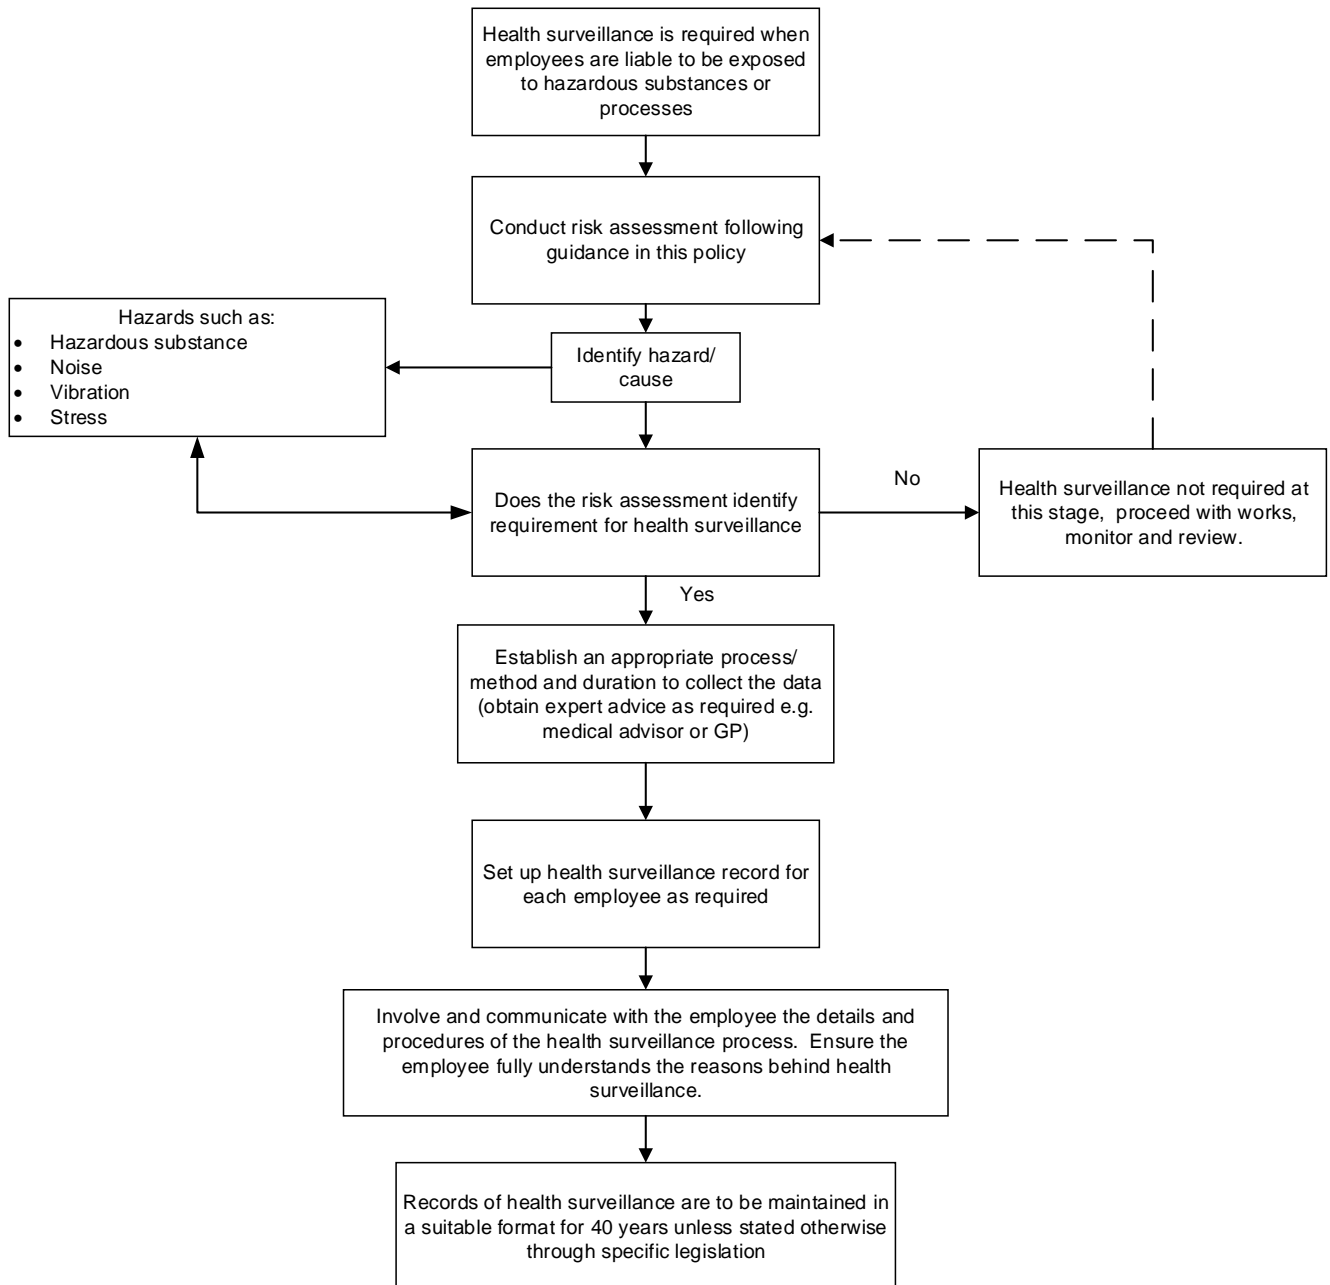 Health surveillance is required when
employees are liable to be exposed
to hazardous substances or
processes
Conduct risk assessment following
guidance in this policy
Hazards such as:
• Hazardous substance
• Noise
• Vibration
• Stress
Identify hazard/
cause
Does the risk assessment identify
requirement for health surveillance
No
Health surveillance not required at
this stage, proceed with works,
monitor and review.
Yes
Establish an appropriate process/
method and duration to collect the data
(obtain expert advice as required e.g.
medical advisor or GP)
Set up health surveillance record for
each employee as required
Involve and communicate with the employee the details and
procedures of the health surveillance process. Ensure the
employee fully understands the reasons behind health
surveillance.
Records of health surveillance are to be maintained in
a suitable format for 40 years unless stated otherwise
through specific legislation